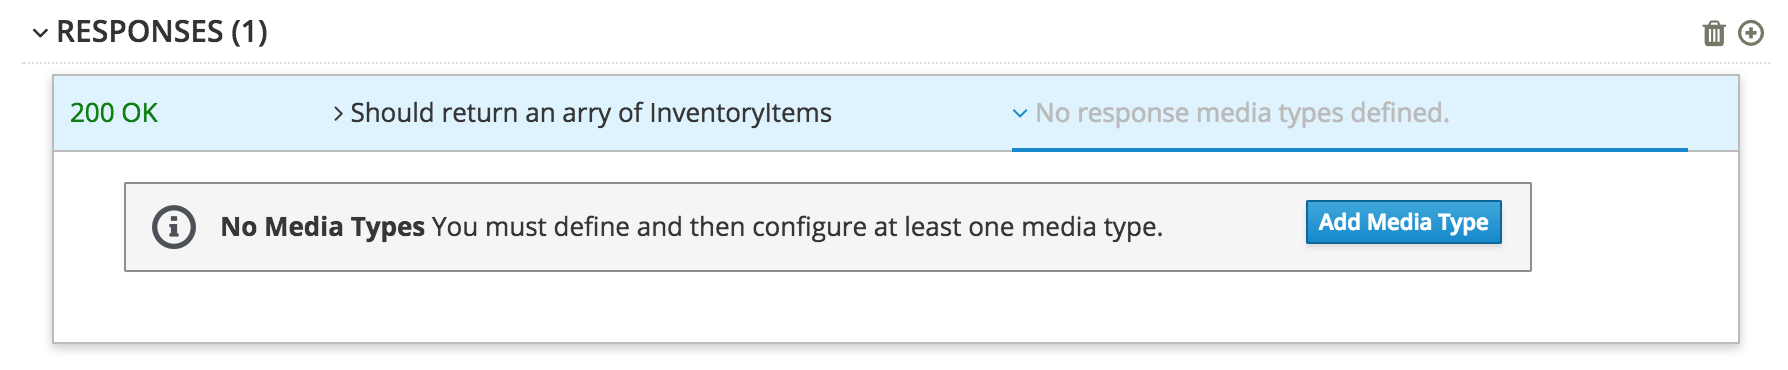 RESPONSES (1)
200 OK Should return an arry of InventoryItems No response media types defined.
No Media Types You must define and then configure at least one media type. Add Media Type